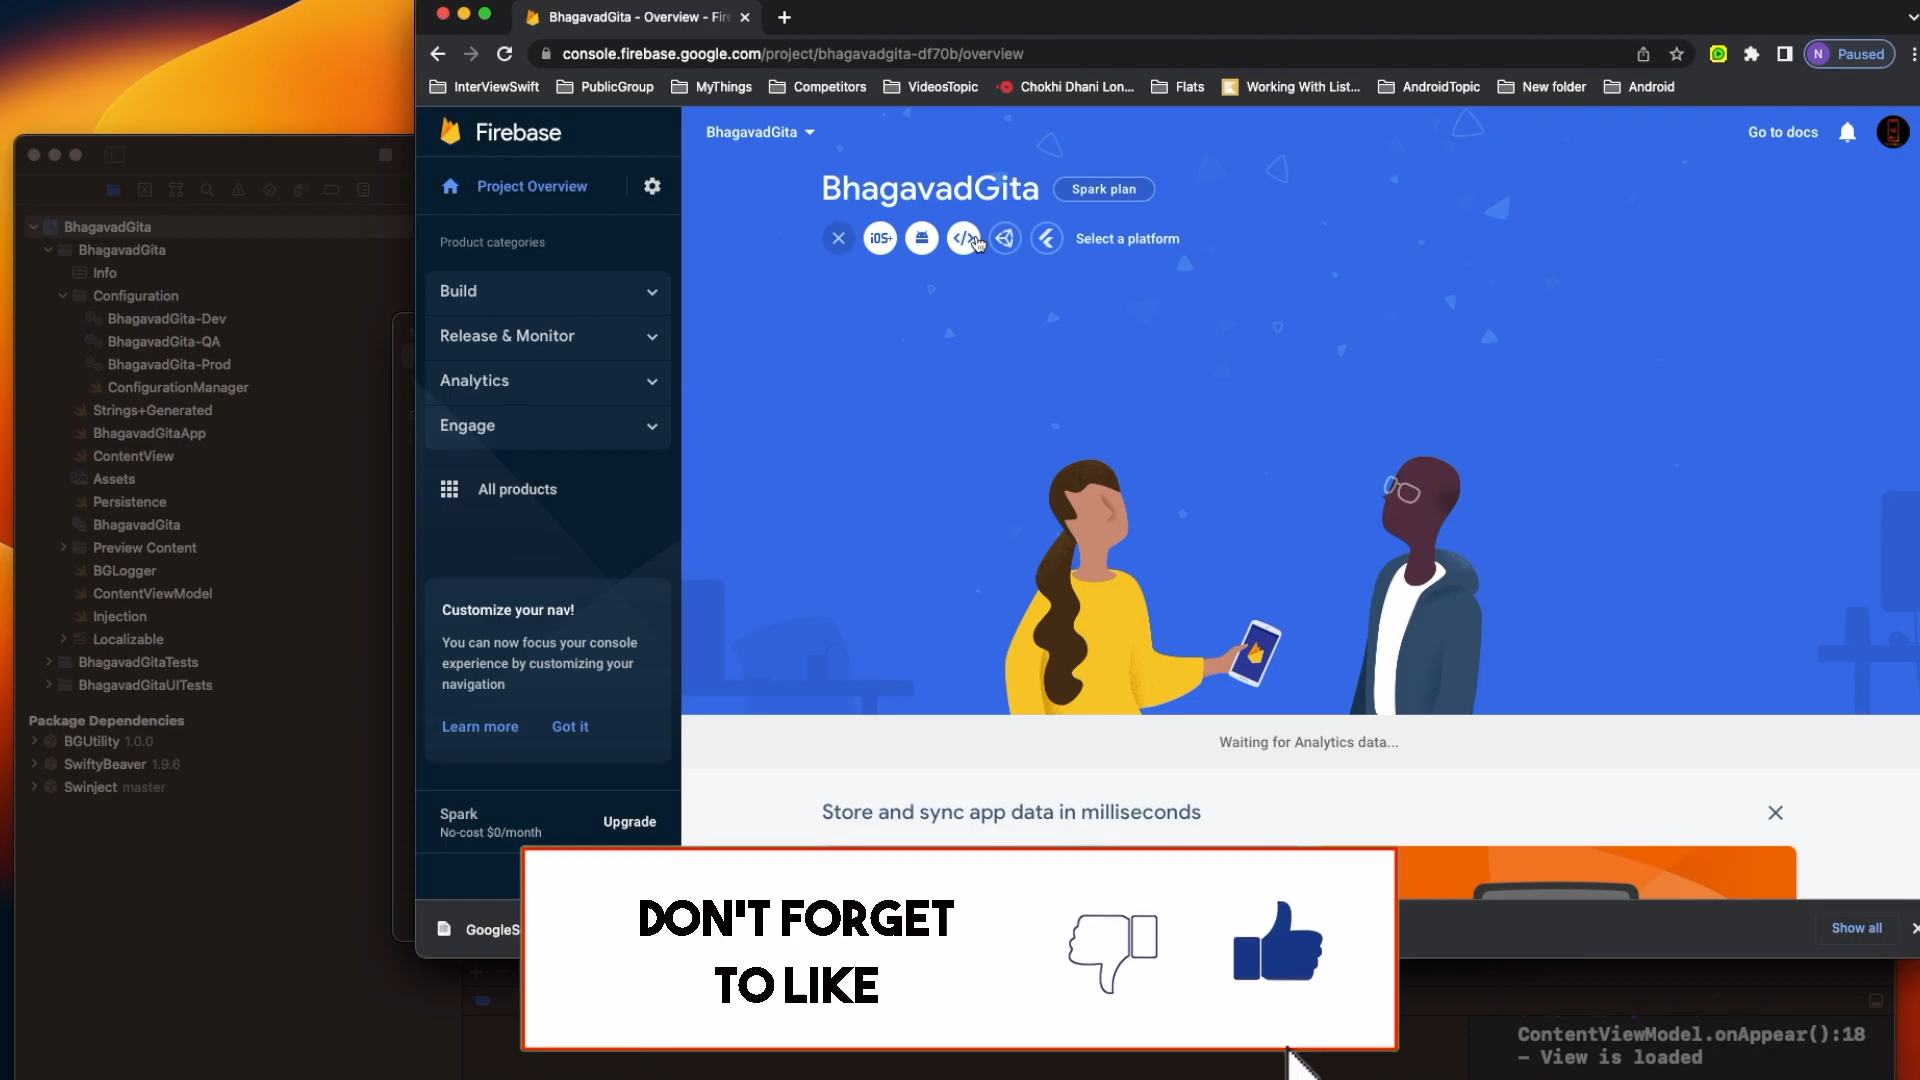 BhagavadGita - Overview - Fire
console.firebase.google.com/project/bhagavadgita-df70b/overview
N Paused
InterViewSwift PublicGroup MyThings Competitors VideosTopic Chokhi Dhani Lon... Flats Working With List... AndroidTopic New folder Android
Firebase
Project Overview
Product categories
Build
Release & Monitor
Analytics
Engage
All products
Customize your nav!
You can now focus your console
experience by customizing your
navigation
Learn more Got it
Spark
No-cost $0/month
Upgrade
BhagavadGita
Go to docs
BhagavadGita Spark plan
iOS+ </> Select a platform
Waiting for Analytics data...
Store and sync app data in milliseconds
GoogleS
Show all
DON'T FORGET
TO LIKE
BhagavadGita
BhagavadGita
Info
Configuration
BhagavadGita-Dev
BhagavadGita-QA
BhagavadGita-Prod
ConfigurationManager
Strings+Generated
BhagavadGitaApp
ContentView
Assets
Persistence
BhagavadGita
Preview Content
BGLogger
ContentViewModel
Injection
Localizable
BhagavadGitaTests
BhagavadGitaUITests
Package Dependencies
BGUtility 1.0.0
SwiftyBeaver 1.9.6
Swinject master
ContentViewModel.onAppear():18
- View is loaded